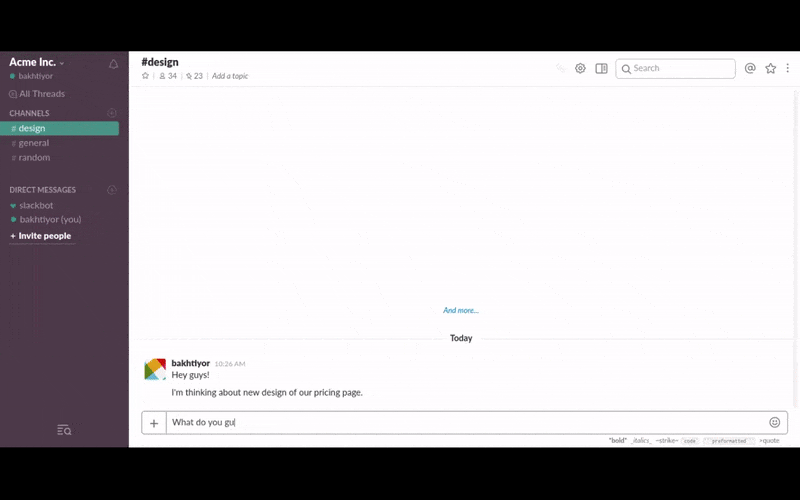 Acme Inc.
bakhtiyor
All Threads
CHANNELS
# design
# general
# random
DIRECT MESSAGES
slackbot
bakhtiyor (you)
+ Invite people
#design
34 | 23 | Add a topic
Search
And more...
Today
bakhtiyor 10:26 AM
Hey guys!
I'm thinking about new design of our pricing page.
What do you gu
*bold* _italics_ ~strike~ `code` ```preformatted``` >quote